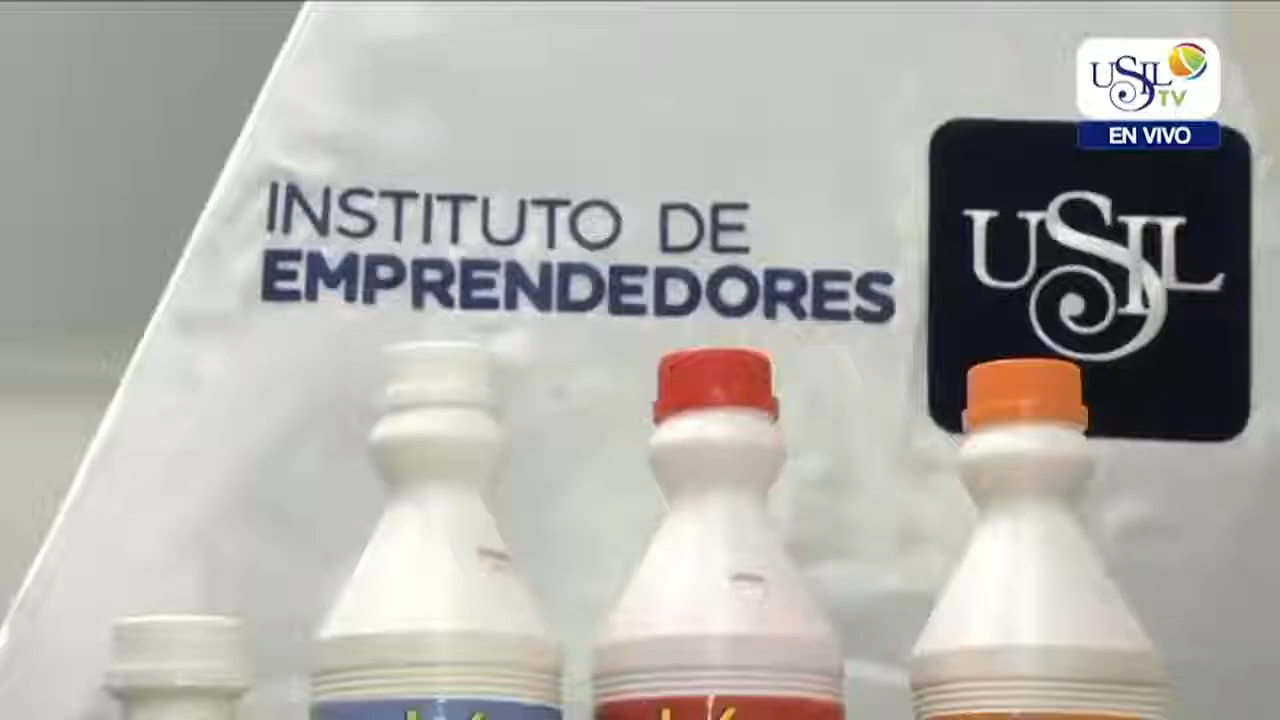 USIL
TV
EN VIVO
INSTITUTO DE
EMPRENDEDORES
USIL